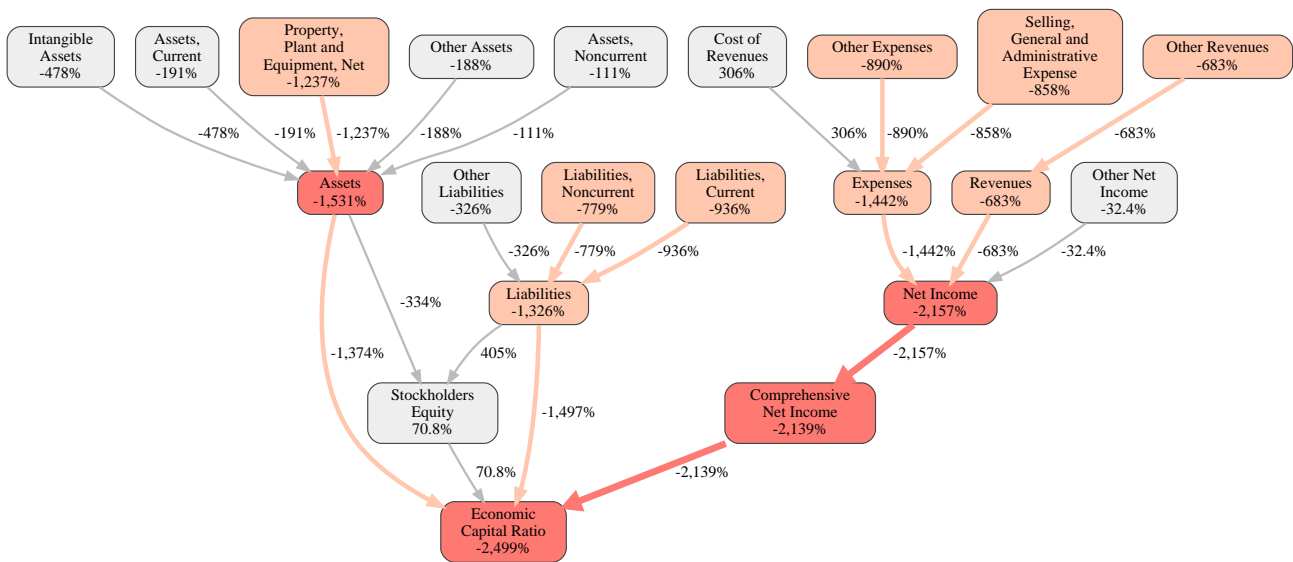 Intangible
Assets
-478%
Assets,
Current
-191%
Property,
Plant and
Equipment, Net
-1,237%
Other Assets
-188%
Assets,
Noncurrent
-111%
Cost of
Revenues
306%
Other Expenses
-890%
Selling,
General and
Administrative
Expense
-858%
Other Revenues
-683%
-478%
-191%
-1,237%
-188%
-111%
306%
-890%
-858%
-683%
Assets
-1,531%
Other
Liabilities
-326%
Liabilities,
Noncurrent
-779%
Liabilities,
Current
-936%
Expenses
-1,442%
Revenues
-683%
Other Net
Income
-32.4%
-326%
-779%
-936%
-1,442%
-683%
-32.4%
-334%
Liabilities
-1,326%
Net Income
-2,157%
-1,374%
405%
-2,157%
Stockholders
Equity
70.8%
-1,497%
Comprehensive
Net Income
-2,139%
70.8%
-2,139%
Economic
Capital Ratio
-2,499%